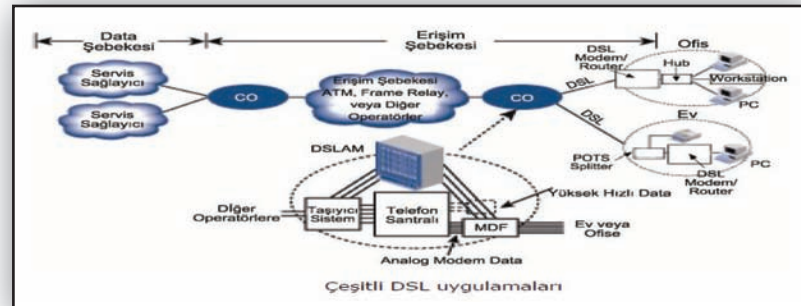 Data
Şebekesi
Erişim
Şebekesi
Servis
Sağlayıcı
Servis
Sağlayıcı
CO
Erişim Şebekesi
ATM, Frame Relay,
veya Diğer
Operatörler
CO
DSL
DSL
DSL
Modem/
Router
Ofis
Hub
Workstation
PC
Ev
POTS
Splitter
DSL
Modem/
Router
PC
DSLAM
Diğer
Operatörlere
Taşıyıcı
Sistem
Telefon
Santralı
MDF
Yüksek Hızlı Data
Ev veya
Ofise
Analog Modem Data
Çeşitli DSL uygulamaları